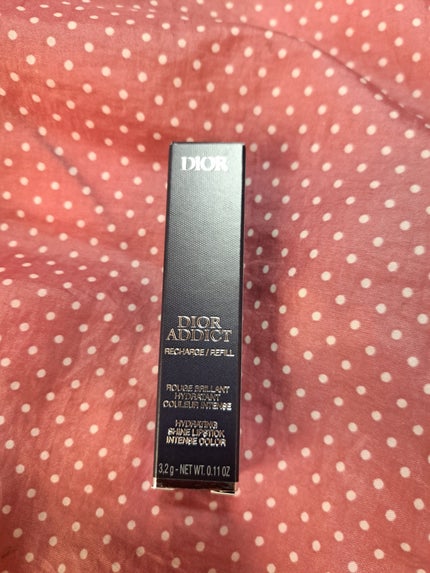 DIOR
DIOR
ADDICT
RECHARGE / REFILL
ROUGE BRILLANT
HYDRATANT
COULEUR INTENSE
HYDRATING
SHINE LIPSTICK
INTENSE COLOR
3,2 g - NET WT. 0.11 OZ